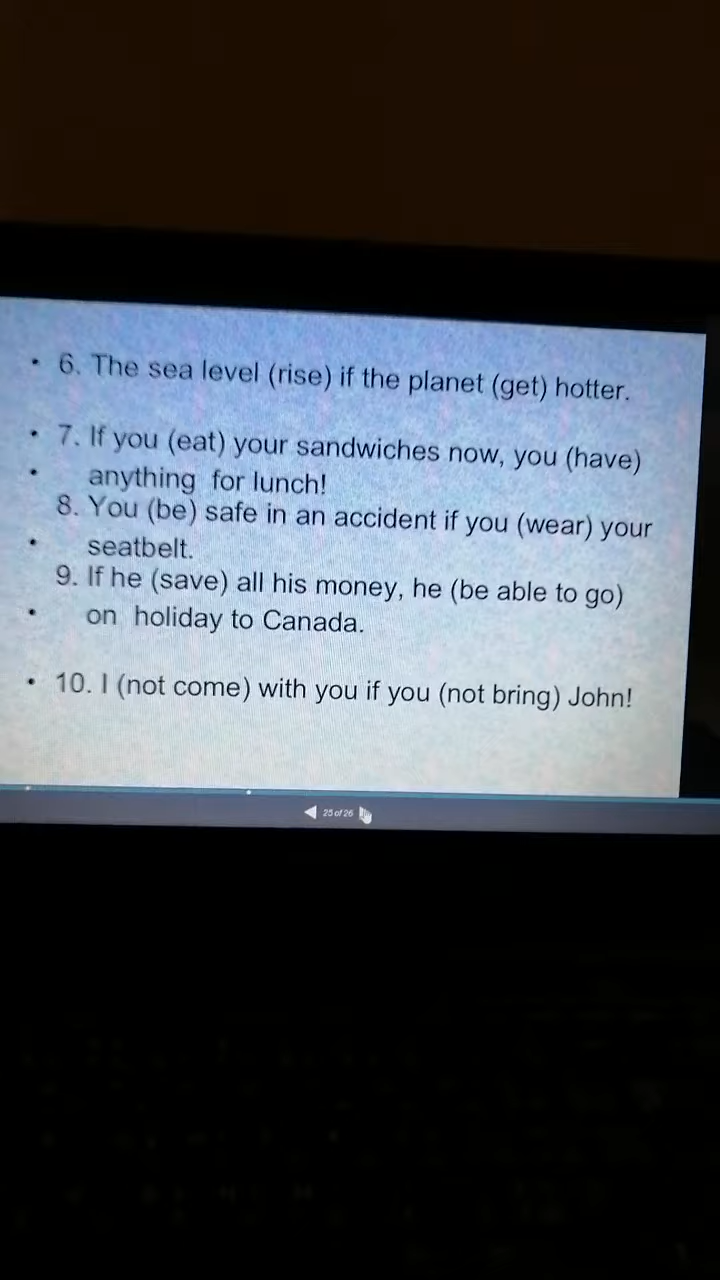 • 6. The sea level (rise) if the planet (get) hotter.
• 7. If you (eat) your sandwiches now, you (have)
• anything for lunch!
8. You (be) safe in an accident if you (wear) your
• seatbelt.
9. If he (save) all his money, he (be able to go)
• on holiday to Canada.
• 10. I (not come) with you if you (not bring) John!
25 of 26